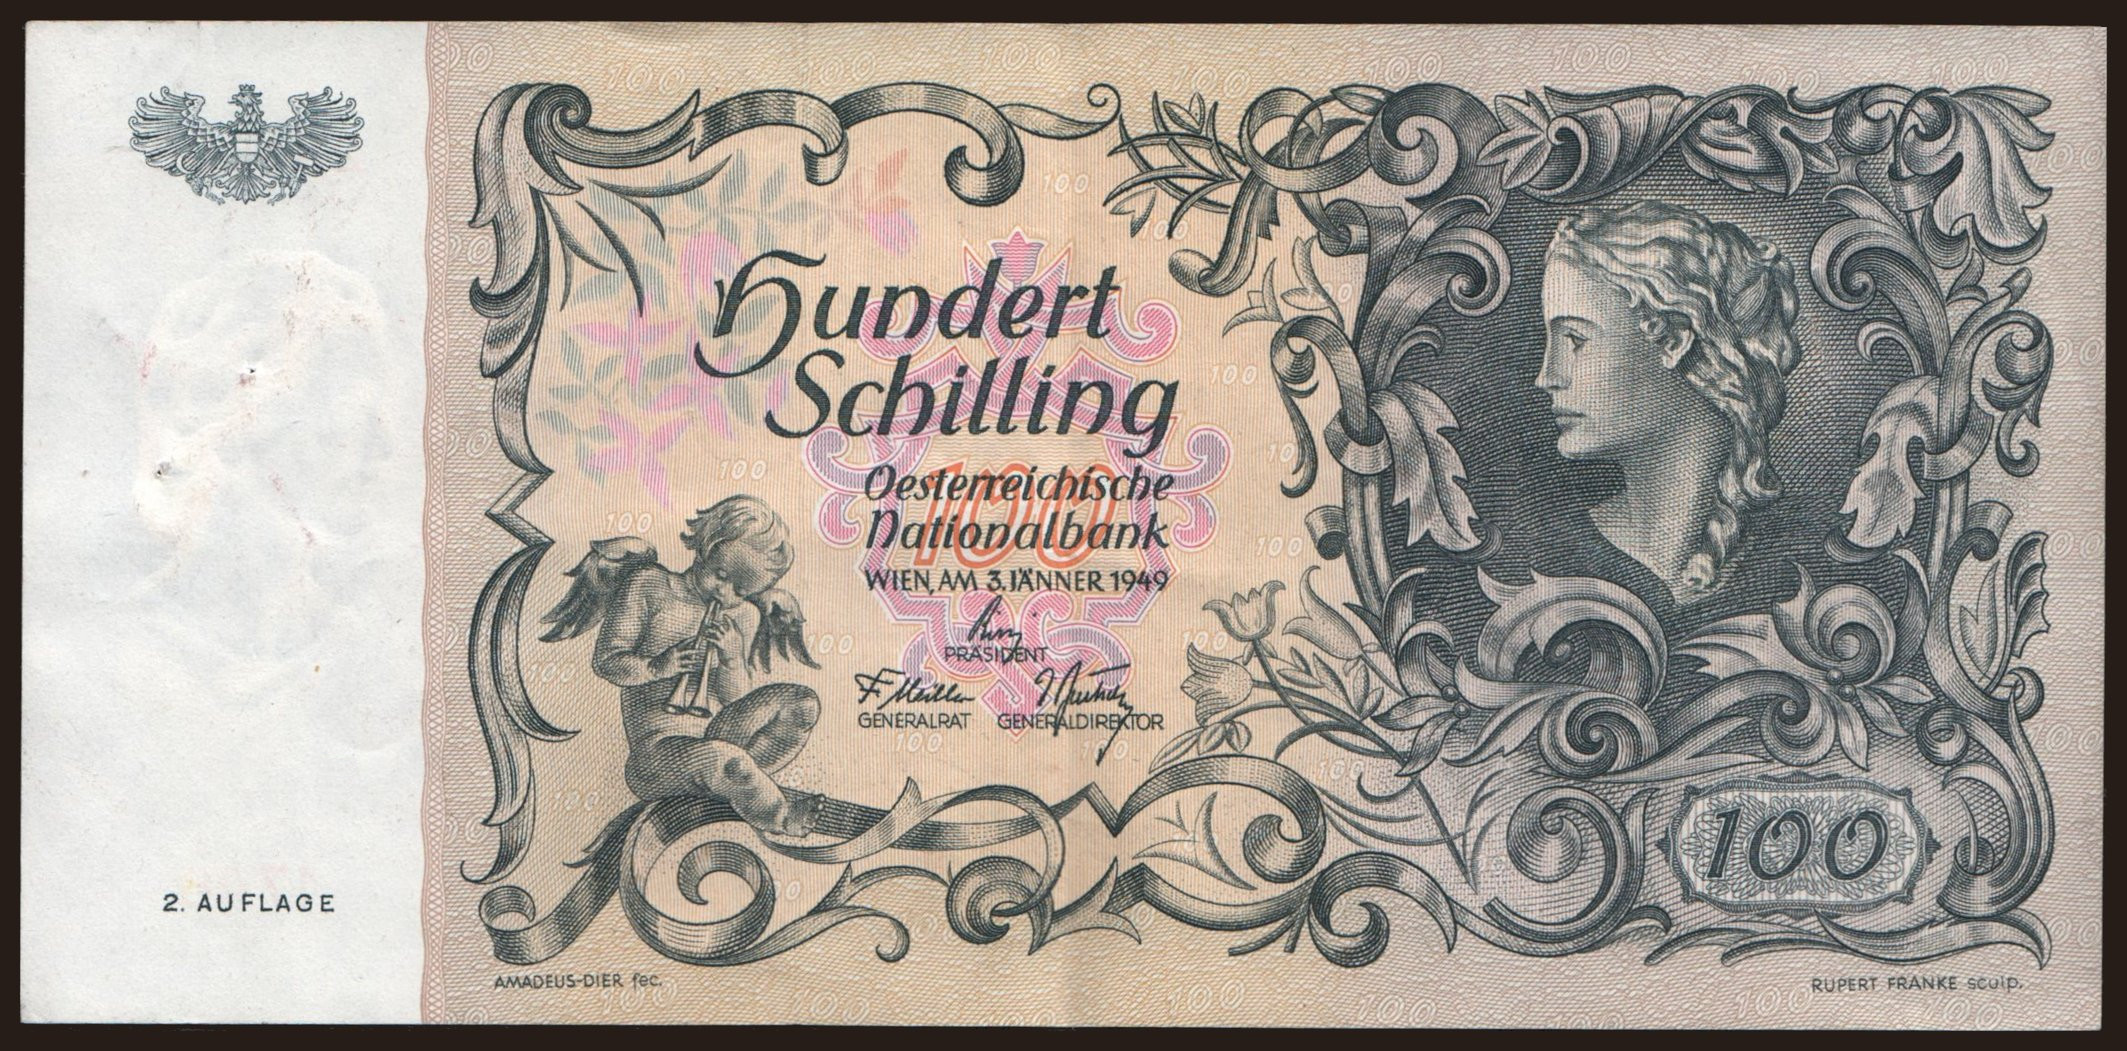 Hundert
Schilling
100
Oesterreichische
Nationalbank
WIEN, AM 3. JÄNNER 1949
PRÄSIDENT
GENERALRAT GENERALDIREKTOR
2. AUFLAGE
100
AMADEUS-DIER fec.
RUPERT FRANKE sculp.